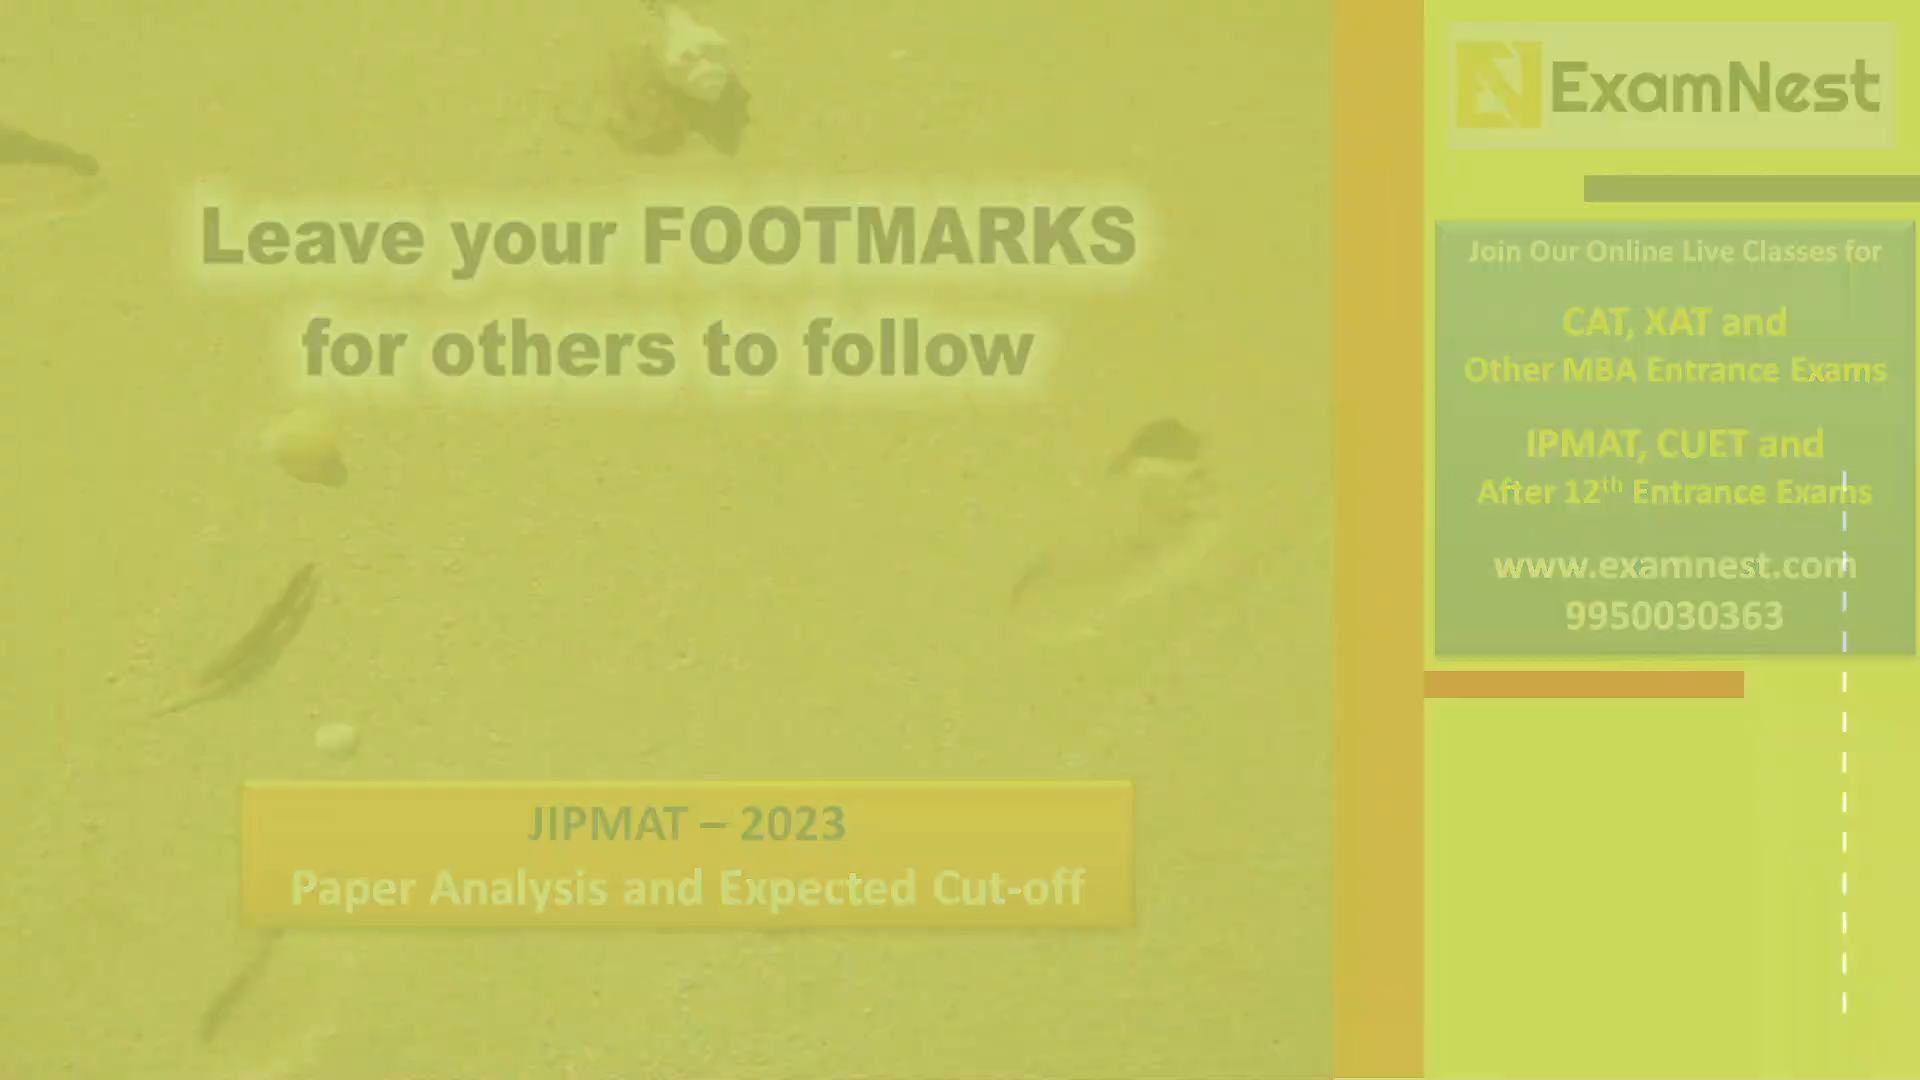 Leave your FOOTMARKS
for others to follow
JIPMAT – 2023
Paper Analysis and Expected Cut-off
ExamNest
Join Our Online Live Classes for
CAT, XAT and
Other MBA Entrance Exams
IPMAT, CUET and
After 12th Entrance Exams
www.examnest.com
9950030363